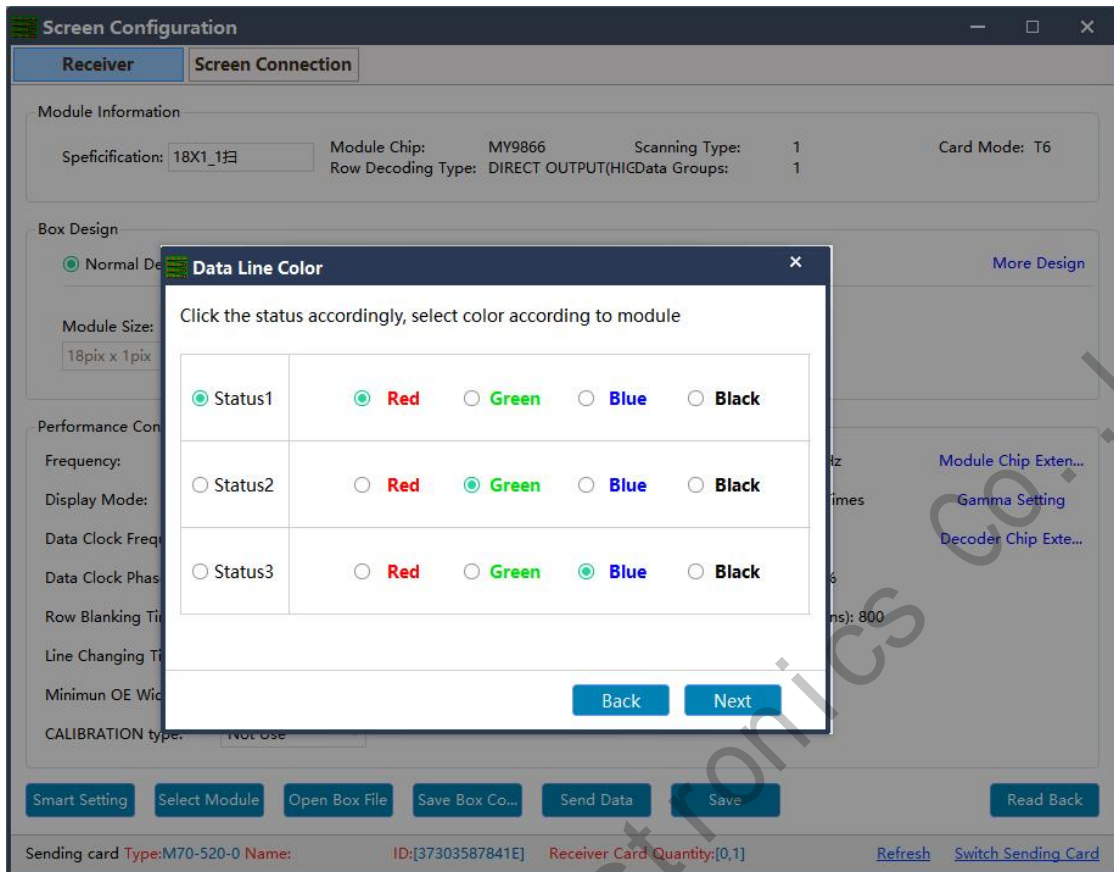 Screen Configuration
Receiver Screen Connection
Module Information
Speficification: 18X1_1扫 Module Chip: MY9866 Scanning Type: 1 Card Mode: T6
Row Decoding Type: DIRECT OUTPUT(HIG Data Groups: 1
Box Design
Normal De More Design
Data Line Color
Click the status accordingly, select color according to module
Module Size:
18pix x 1pix
Status1 Red Green Blue Black
Performance Con
Frequency: Hz Module Chip Exten...
Status2 Red Green Blue Black
Display Mode: imes Gamma Setting
Data Clock Frequ Decoder Chip Exte...
Status3 Red Green Blue Black
Data Clock Phas %
Row Blanking Ti ns): 800
Line Changing Ti
Minimun OE Wid
Back Next
CALIBRATION type: Not Use
Smart Setting Select Module Open Box File Save Box Co... Send Data Save Read Back
Sending card Type:M70-520-0 Name: ID:[37303587841E] Receiver Card Quantity:[0,1] Refresh Switch Sending Card
stronics Co.,L